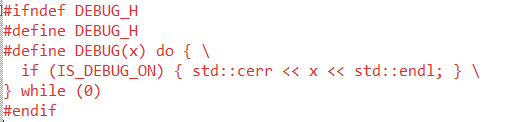 #ifndef DEBUG_H
#define DEBUG_H
#define DEBUG(x) do { \
  if (IS_DEBUG_ON) { std::cerr << x << std::endl; } \
} while (0)
#endif